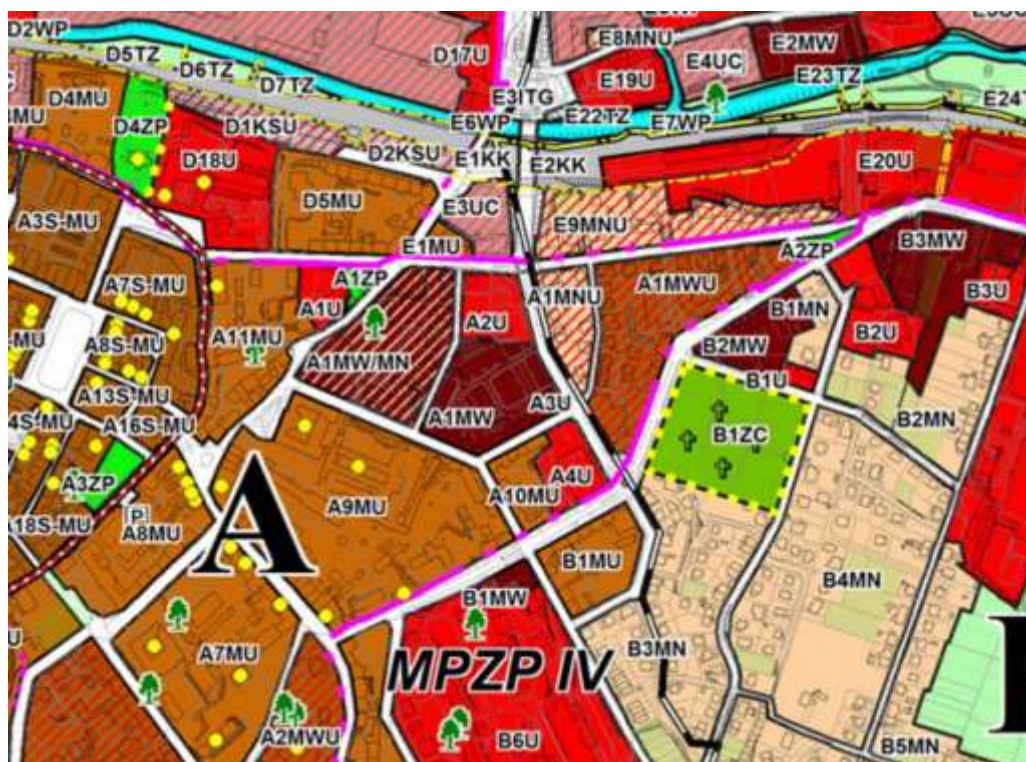 D2WP
D5TZ
D6TZ
D7TZ
D17U
E3ITG
E8MNU
E19U
E4UC
E2MW
E23TZ
E22TZ
E7WP
E6WP
D4MU
D4ZP
D1KSU
D2KSU
D18U
E1KK
E2KK
E20U
D5MU
E3UC
E9MNU
A3S-MU
E1MU
A2ZP
B3MW
A7S-MU
A1ZP
A1U
A1MNU
A1MWU
B1MN
B3U
A2U
B2U
A11MU
A8S-MU
A1MW/MN
B2MW
A13S-MU
B1U
A1MW
A3U
B2MN
A16S-MU
B1ZC
A3ZP
A9MU
A10MU
A4U
P
A18S-MU
A8MU
A
B1MU
B4MN
B1MW
B3MN
A7MU
MPZP IV
A2MWU
B6U
B5MN